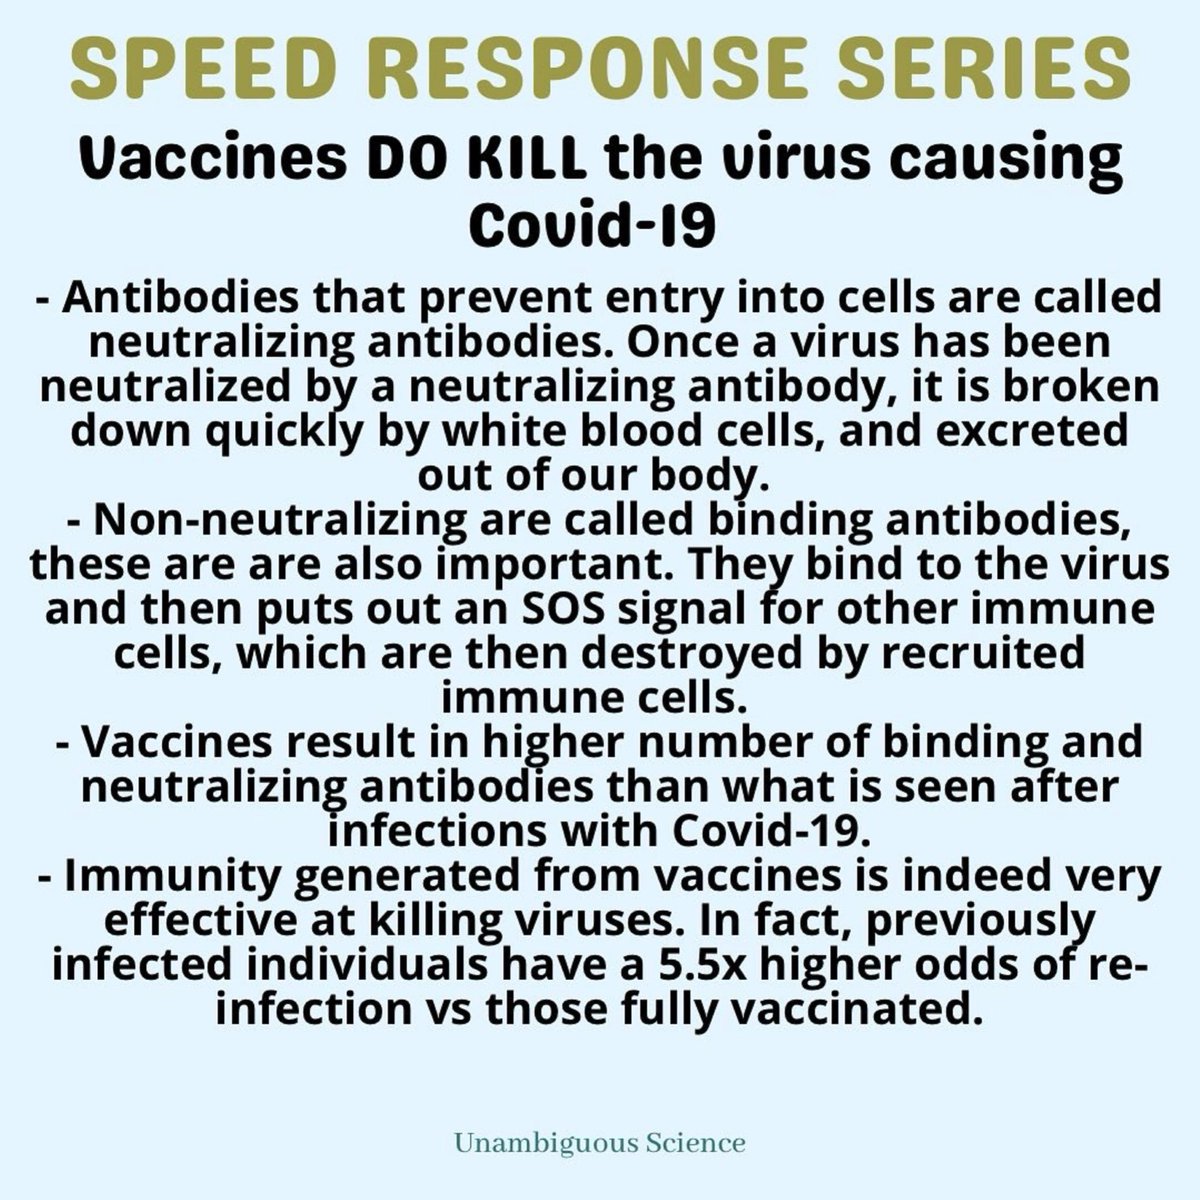 SPEED RESPONSE SERIES
Vaccines DO KILL the virus causing
Covid-19
- Antibodies that prevent entry into cells are called
neutralizing antibodies. Once a virus has been
neutralized by a neutralizing antibody, it is broken
down quickly by white blood cells, and excreted
out of our body.
- Non-neutralizing are called binding antibodies,
these are are also important. They bind to the virus
and then puts out an SOS signal for other immune
cells, which are then destroyed by recruited
immune cells.
- Vaccines result in higher number of binding and
neutralizing antibodies than what is seen after
infections with Covid-19.
- Immunity generated from vaccines is indeed very
effective at killing viruses. In fact, previously
infected individuals have a 5.5x higher odds of re-
infection vs those fully vaccinated.
Unambiguous Science